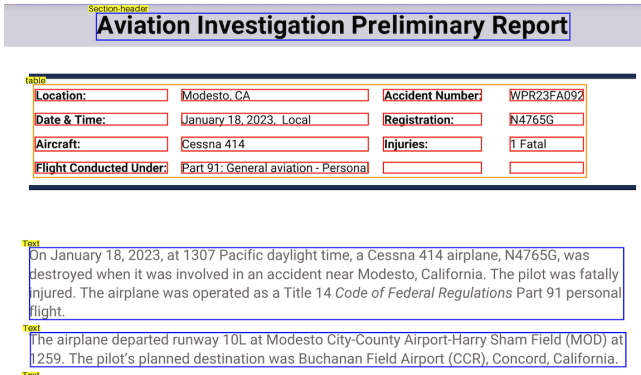 Section-header
Aviation Investigation Preliminary Report
table
Location: Modesto, CA Accident Number: WPR23FA092
Date & Time: January 18, 2023, Local Registration: N4765G
Aircraft: Cessna 414 Injuries: 1 Fatal
Flight Conducted Under: Part 91: General aviation - Persona
Text
On January 18, 2023, at 1307 Pacific daylight time, a Cessna 414 airplane, N4765G, was
destroyed when it was involved in an accident near Modesto, California. The pilot was fatally
injured. The airplane was operated as a Title 14 Code of Federal Regulations Part 91 personal
flight.
Text
The airplane departed runway 10L at Modesto City-County Airport-Harry Sham Field (MOD) at
1259. The pilot's planned destination was Buchanan Field Airport (CCR), Concord, California.
Text